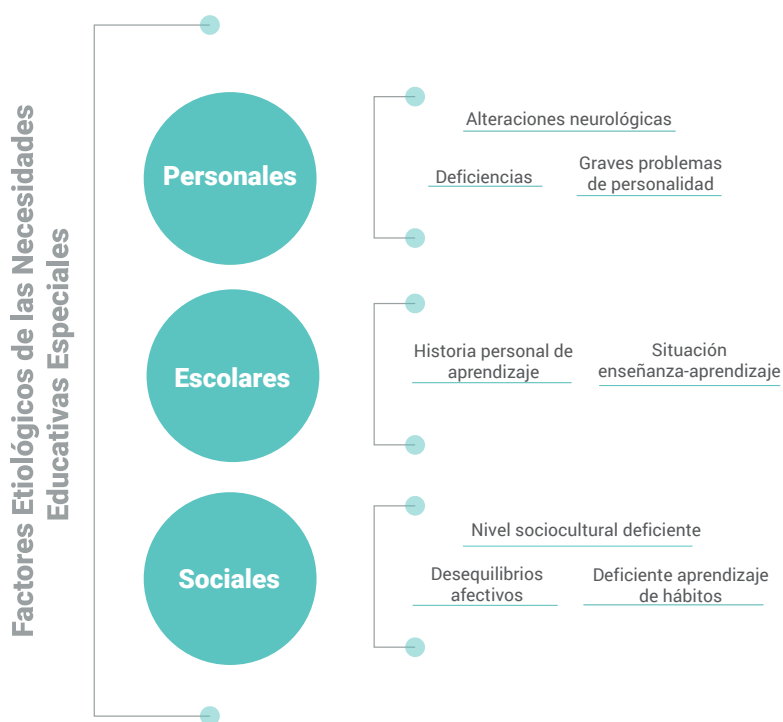 Factores Etiológicos de las Necesidades
Educativas Especiales
Personales
Alteraciones neurológicas
Deficiencias
Graves problemas
de personalidad
Escolares
Historia personal de
aprendizaje
Situación
enseñanza-aprendizaje
Sociales
Nivel sociocultural deficiente
Desequilibrios
afectivos
Deficiente aprendizaje
de hábitos